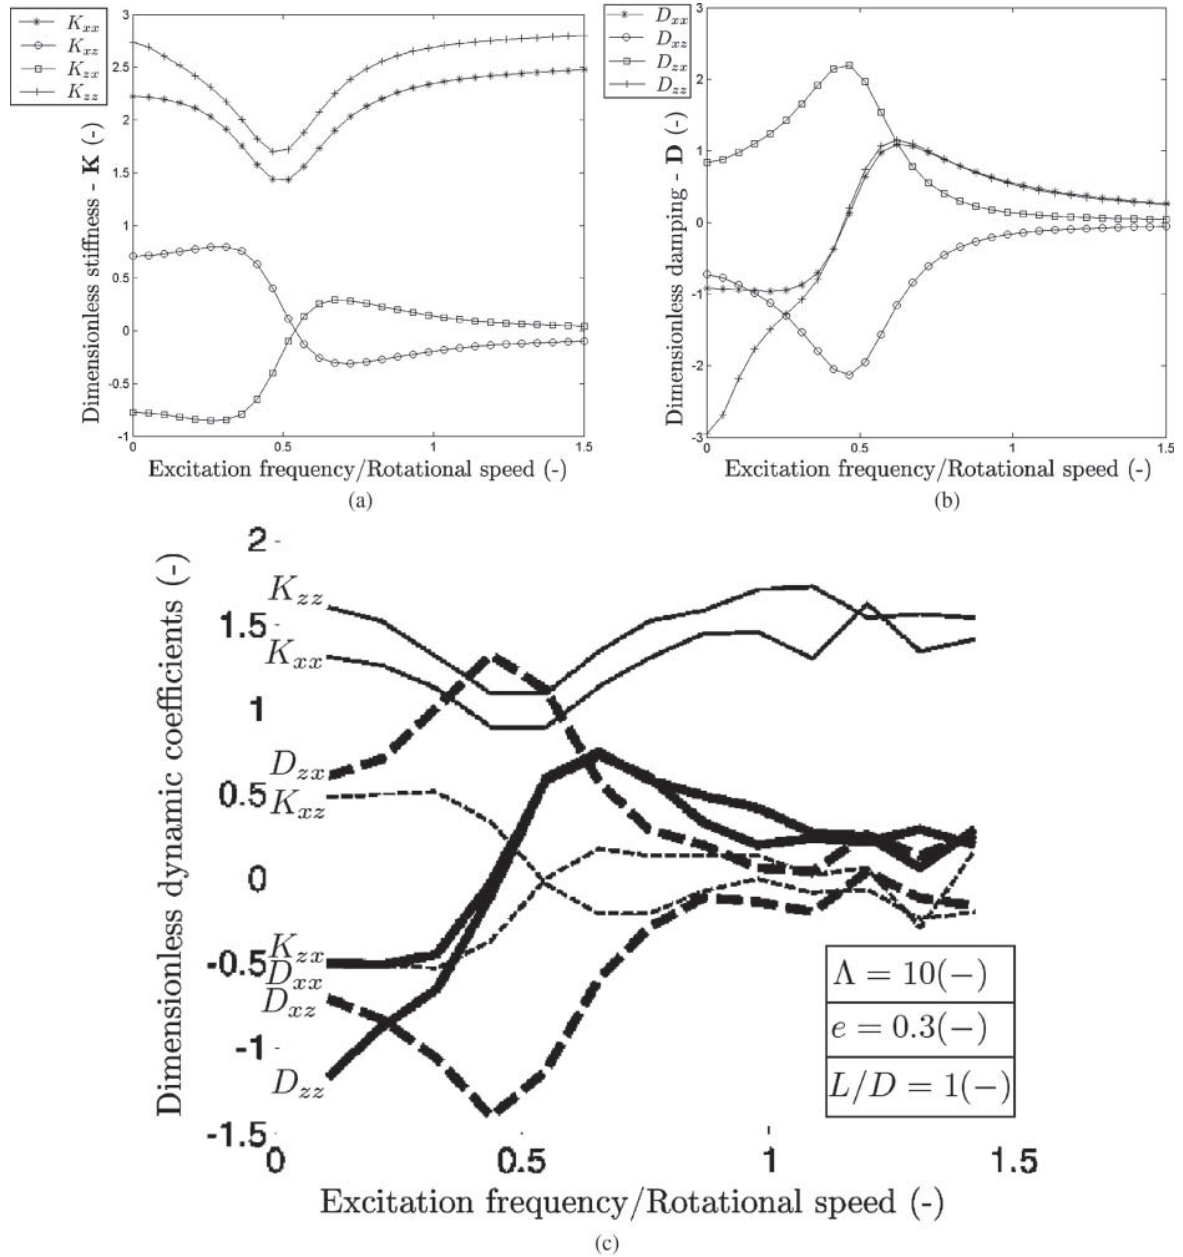 K_xx
K_xz
K_zx
K_zz
3
2.5
2
1.5
1
0.5
0
-0.5
-1
Dimensionless stiffness - K (-)
0 0.5 1 1.5
Excitation frequency/Rotational speed (-)
(a)
D_xx
D_xz
D_zx
D_zz
3
2
1
0
-1
-2
-3
Dimensionless damping - D (-)
0 0.5 1 1.5
Excitation frequency/Rotational speed (-)
(b)
Dimensionless dynamic coefficients (-)
2
1.5
1
0.5
0
-0.5
-1
-1.5
K_zz
K_xx
D_zx
K_xz
K_zx
D_xx
D_xz
D_zz
Λ = 10(−)
e = 0.3(−)
L/D = 1(−)
0 0.5 1 1.5
Excitation frequency/Rotational speed (-)
(c)